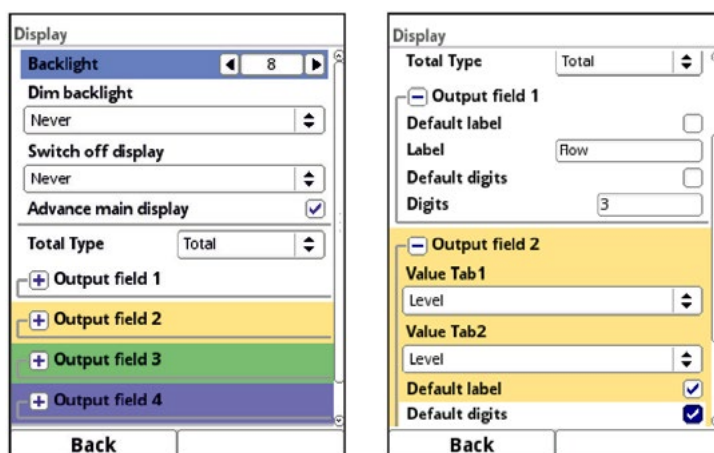 Display
Backlight 8
Dim backlight
Never
Switch off display
Never
Advance main display
Total Type Total
Output field 1
Output field 2
Output field 3
Output field 4
Back
Display
Total Type Total
Output field 1
Default label
Label Flow
Default digits
Digits 3
Output field 2
Value Tab1
Level
Value Tab2
Level
Default label
Default digits
Back